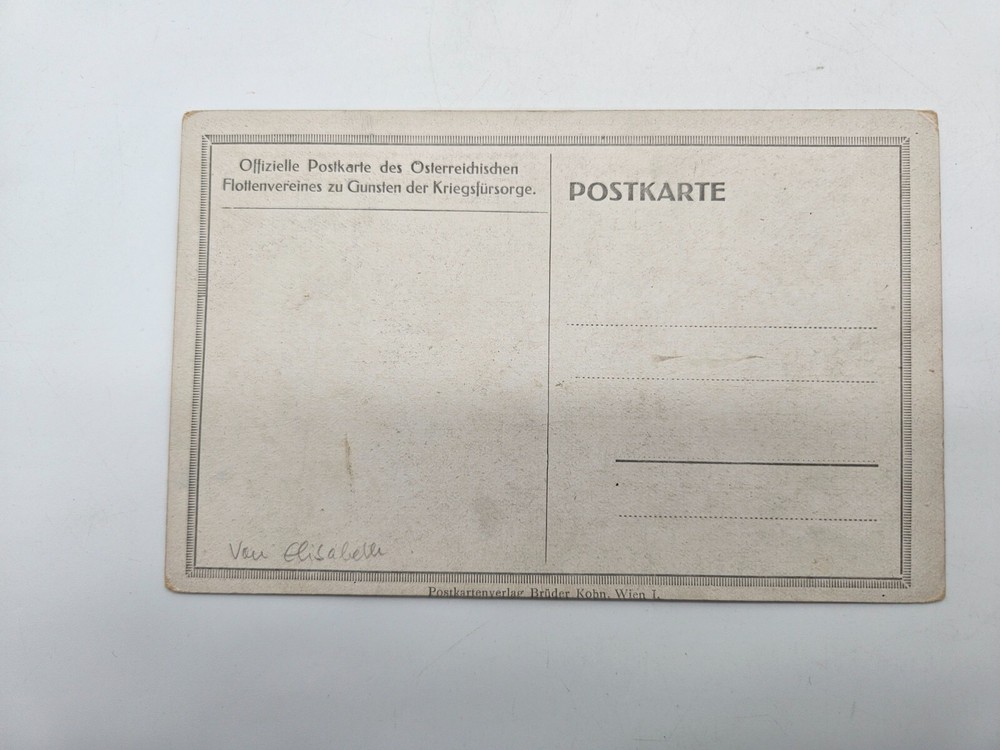 Offizielle Postkarte des Österreichischen
Flottenvereines zu Gunsten der Kriegsfürsorge.
POSTKARTE
Von Elisabeth
Postkartenverlag Brüder Kohn, Wien I.